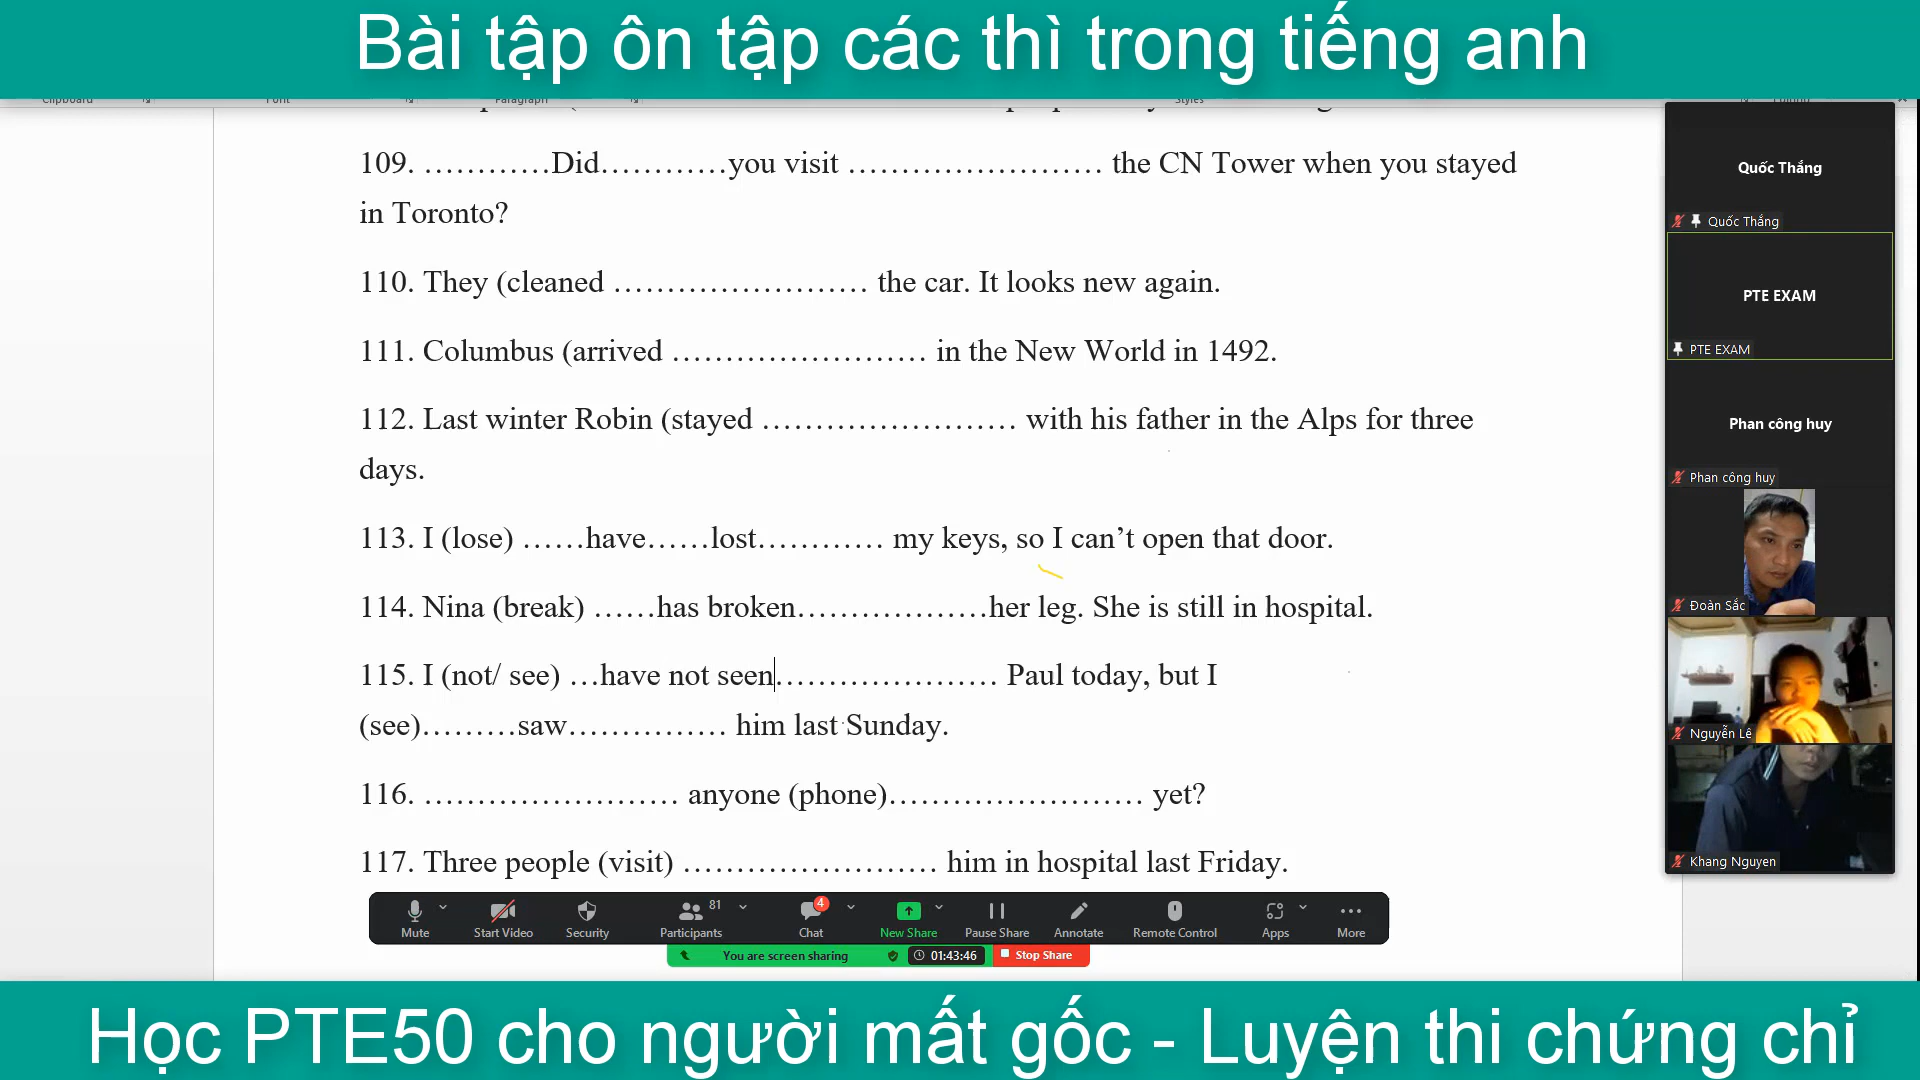 Bài tập ôn tập các thì trong tiếng anh
Clipboard Font Paragraph Styles Editing
109. …………Did…………you visit …………………… the CN Tower when you stayed
in Toronto?
110. They (cleaned …………………… the car. It looks new again.
111. Columbus (arrived …………………… in the New World in 1492.
112. Last winter Robin (stayed …………………… with his father in the Alps for three
days.
113. I (lose) ……have……lost………… my keys, so I can’t open that door.
114. Nina (break) ……has broken………………her leg. She is still in hospital.
115. I (not/ see) …have not seen………………… Paul today, but I
(see)………saw…………… him last Sunday.
116. …………………… anyone (phone)…………………… yet?
117. Three people (visit) …………………… him in hospital last Friday.
Quốc Thắng
Quốc Thắng
PTE EXAM
PTE EXAM
Phan công huy
Phan công huy
Đoàn Sắc
Nguyễn Lê
Khang Nguyen
81 4
Mute Start Video Security Participants Chat New Share Pause Share Annotate Remote Control Apps More
You are screen sharing 01:43:46 Stop Share
Học PTE50 cho người mất gốc - Luyện thi chứng chỉ